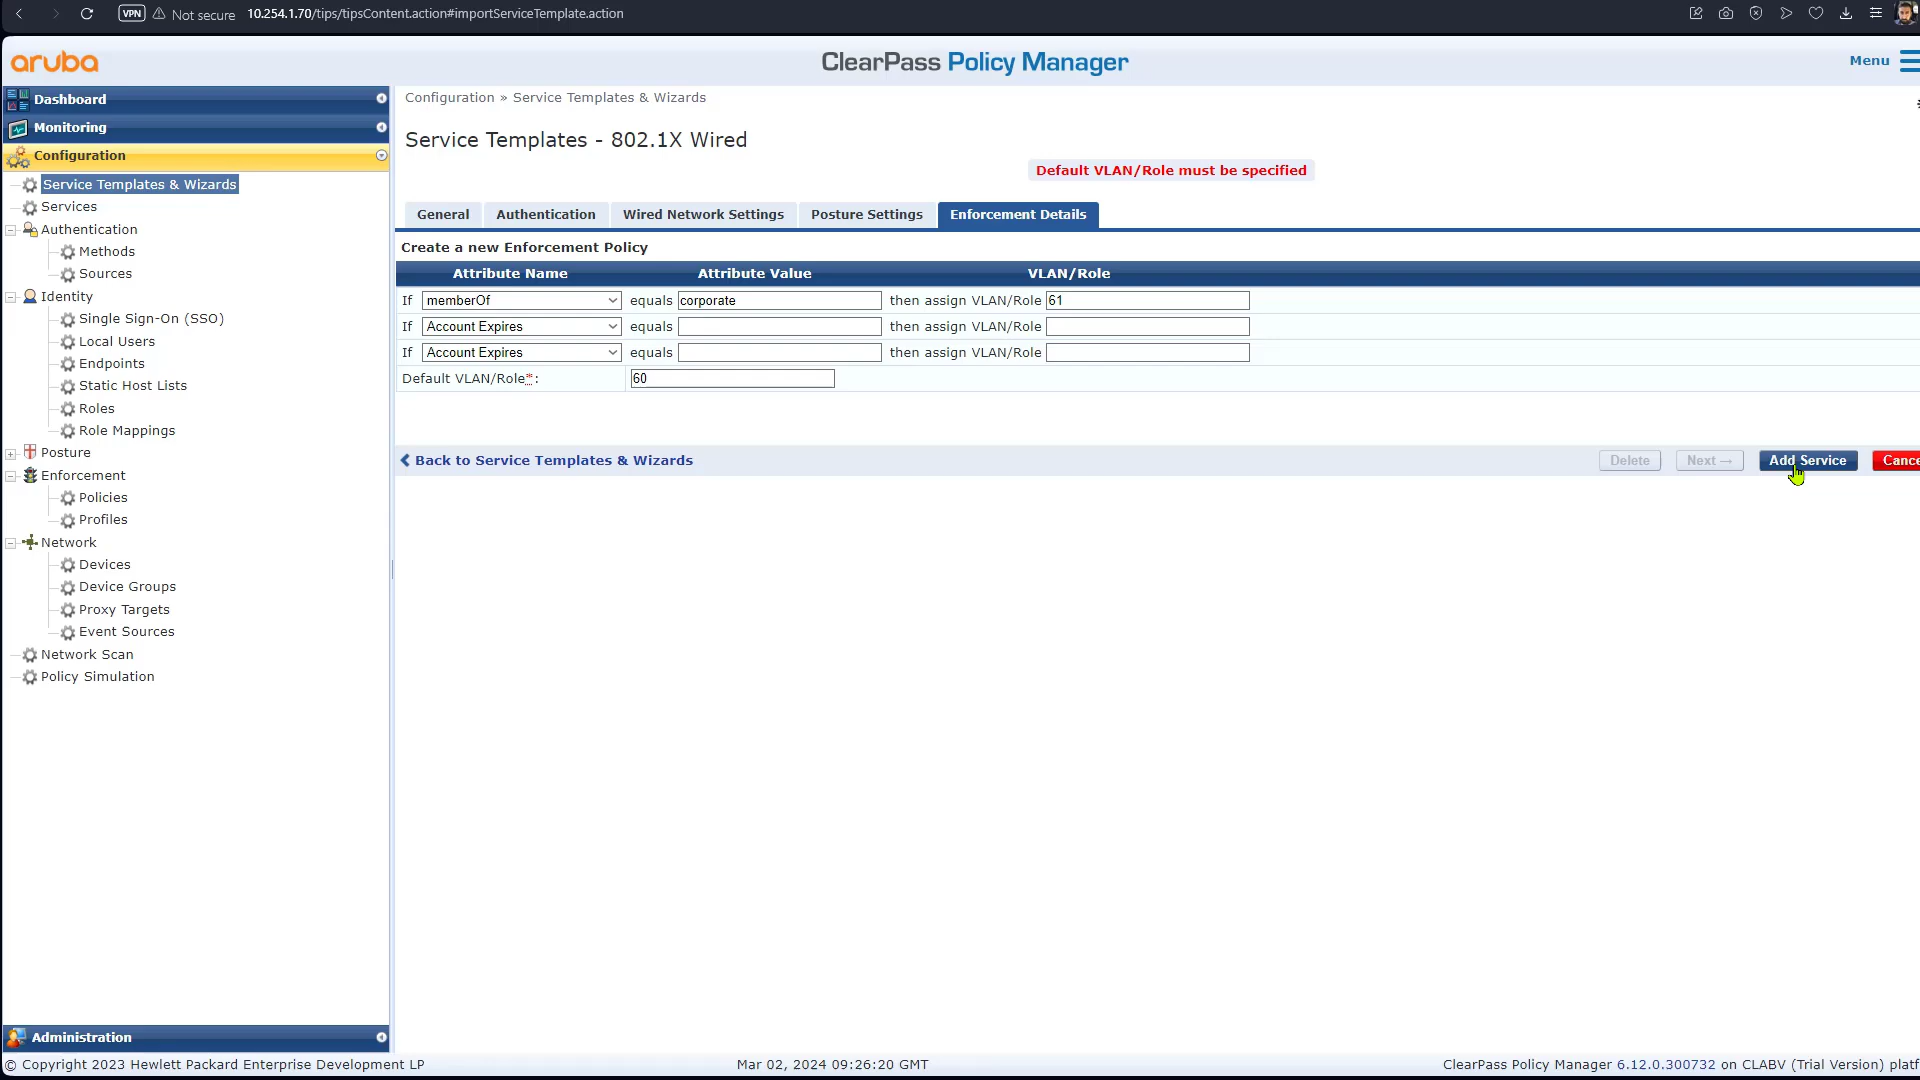 VPN Not secure 10.254.1.70/tips/tipsContent.action#importServiceTemplate.action
aruba
ClearPass Policy Manager
Menu
Dashboard
Monitoring
Configuration
Service Templates & Wizards
Services
Authentication
Methods
Sources
Identity
Single Sign-On (SSO)
Local Users
Endpoints
Static Host Lists
Roles
Role Mappings
Posture
Enforcement
Policies
Profiles
Network
Devices
Device Groups
Proxy Targets
Event Sources
Network Scan
Policy Simulation
Administration
Configuration » Service Templates & Wizards
Service Templates - 802.1X Wired
Default VLAN/Role must be specified
General Authentication Wired Network Settings Posture Settings Enforcement Details
Create a new Enforcement Policy
Attribute Name Attribute Value VLAN/Role
If memberOf equals corporate then assign VLAN/Role 61
If Account Expires equals then assign VLAN/Role
If Account Expires equals then assign VLAN/Role
Default VLAN/Role*: 60
Back to Service Templates & Wizards Delete Next → Add Service Cance
© Copyright 2023 Hewlett Packard Enterprise Development LP Mar 02, 2024 09:26:20 GMT ClearPass Policy Manager 6.12.0.300732 on CLABV (Trial Version) platf